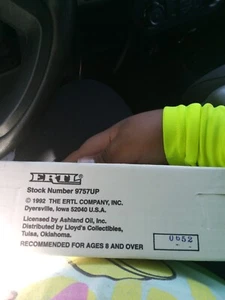 ERTL
Stock Number 9757UP
© 1992 THE ERTL COMPANY, INC.
Dyersville, Iowa 52040 U.S.A.
Licensed by Ashland Oil, Inc.
Distributed by Lloyd's Collectibles,
Tulsa, Oklahoma.
RECOMMENDED FOR AGES 8 AND OVER
0652